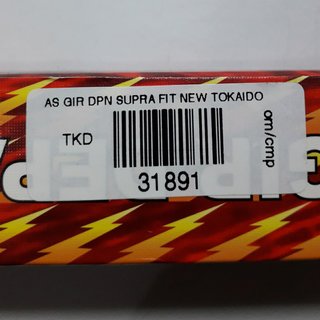 AS GIR DPN SUPRA FIT NEW TOKAIDO
TKD
om/cmp
31891